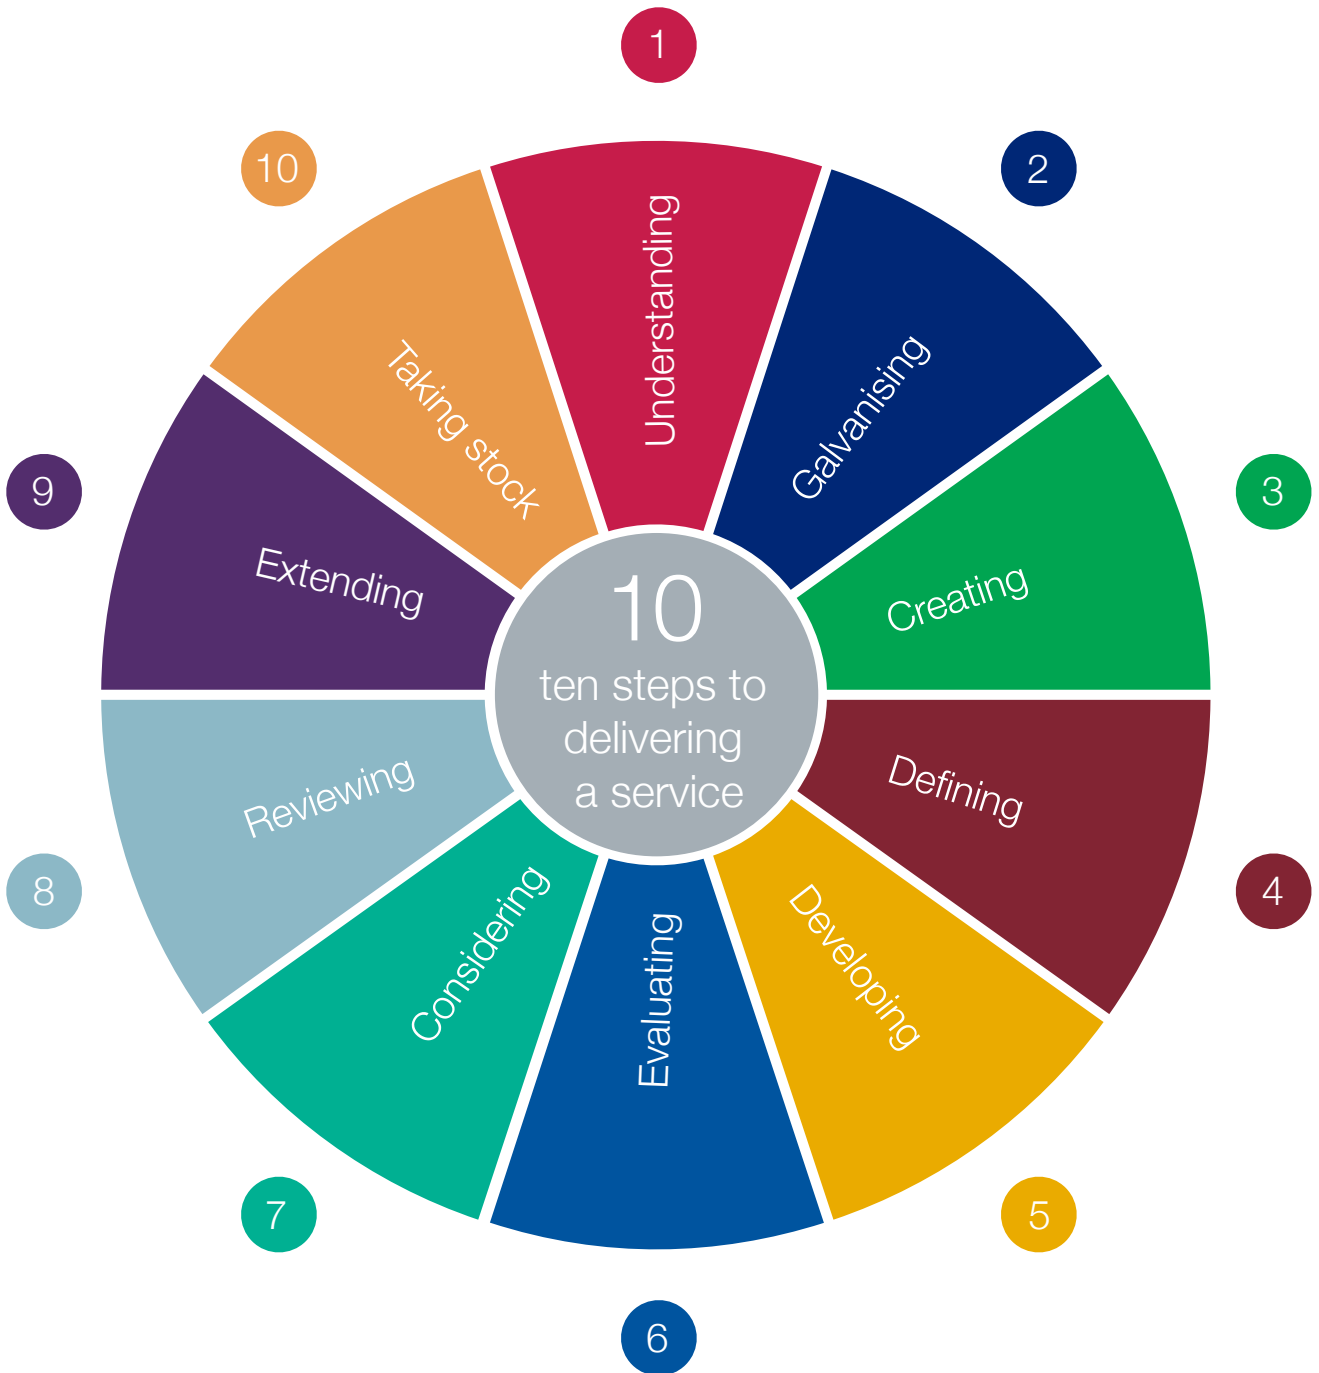 1
Understanding
2
Galvanising
3
Creating
4
Defining
5
Developing
6
Evaluating
7
Considering
8
Reviewing
9
Extending
10
Taking stock
10
ten steps to
delivering
a service